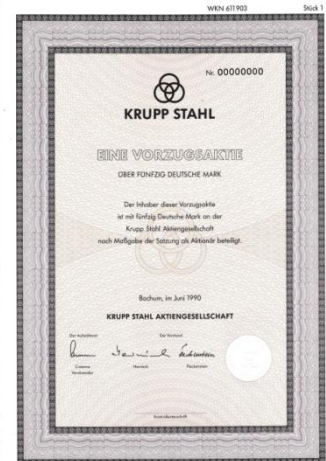 WKN 611903 Stück 1
Nr. 00000000
KRUPP STAHL
EINE VORZUGSAKTIE
ÜBER FÜNFZIG DEUTSCHE MARK
Der Inhaber dieser Vorzugsaktie
ist mit fünfzig Deutsche Mark an der
Krupp Stahl Aktiengesellschaft
nach Maßgabe der Satzung als Aktionär beteiligt.
Bochum, im Juni 1990
KRUPP STAHL AKTIENGESELLSCHAFT
Der Aufsichtsrat Der Vorstand
Vorsitzender
Kontrollunterschrift